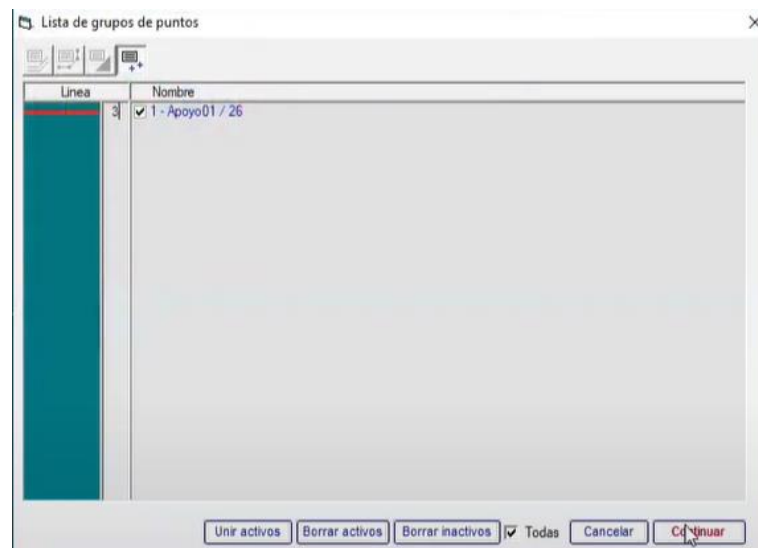 Lista de grupos de puntos
Linea Nombre
3 1 - Apoyo01 / 26
Unir activos Borrar activos Borrar inactivos Todas Cancelar Continuar